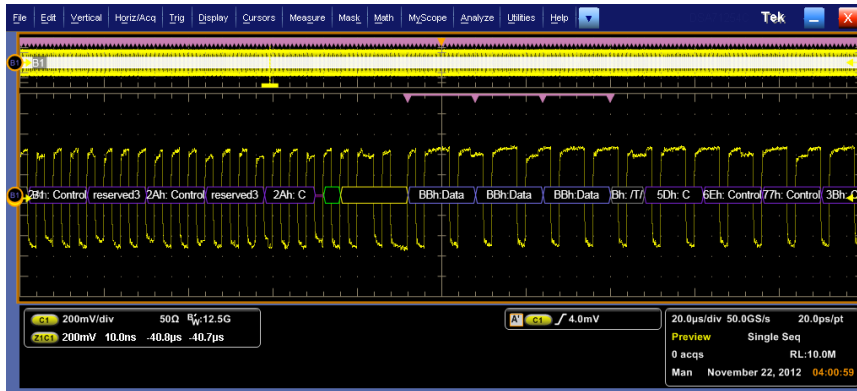 File Edit Vertical Horiz/Acq Trig Display Cursors Measure Mask Math MyScope Analyze Utilities Help Tek X
B1 B1
B1 Control reserved3 2Ah: Control reserved3 2Ah: C BBh:Data BBh:Data BBh:Data Bh: /T/ 5Dh: C 6Eh: Control 77h: Control 3Bh: C
C1 200mV/div 50Ω BW:12.5G
Z1C1 200mV 10.0ns -40.8µs -40.7µs
A' C1 4.0mV
20.0µs/div 50.0GS/s 20.0ps/pt
Preview Single Seq
0 acqs RL:10.0M
Man November 22, 2012 04:00:59